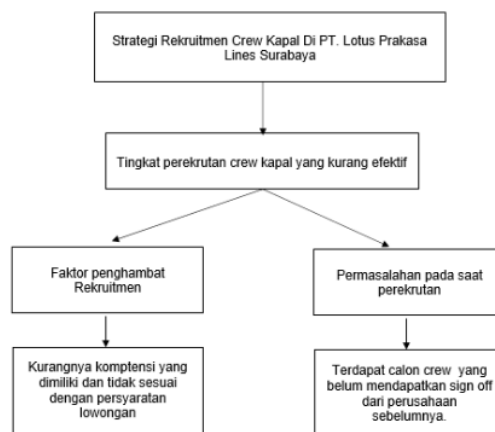 Strategi Rekruitmen Crew Kapal Di PT. Lotus Prakasa
Lines Surabaya
Tingkat perekrutan crew kapal yang kurang efektif
Faktor penghambat
Rekruitmen
Permasalahan pada saat
perekrutan
Kurangnya komptensi yang
dimiliki dan tidak sesuai
dengan persyaratan
lowongan
Terdapat calon crew yang
belum mendapatkan sign off
dari perusahaan
sebelumnya.